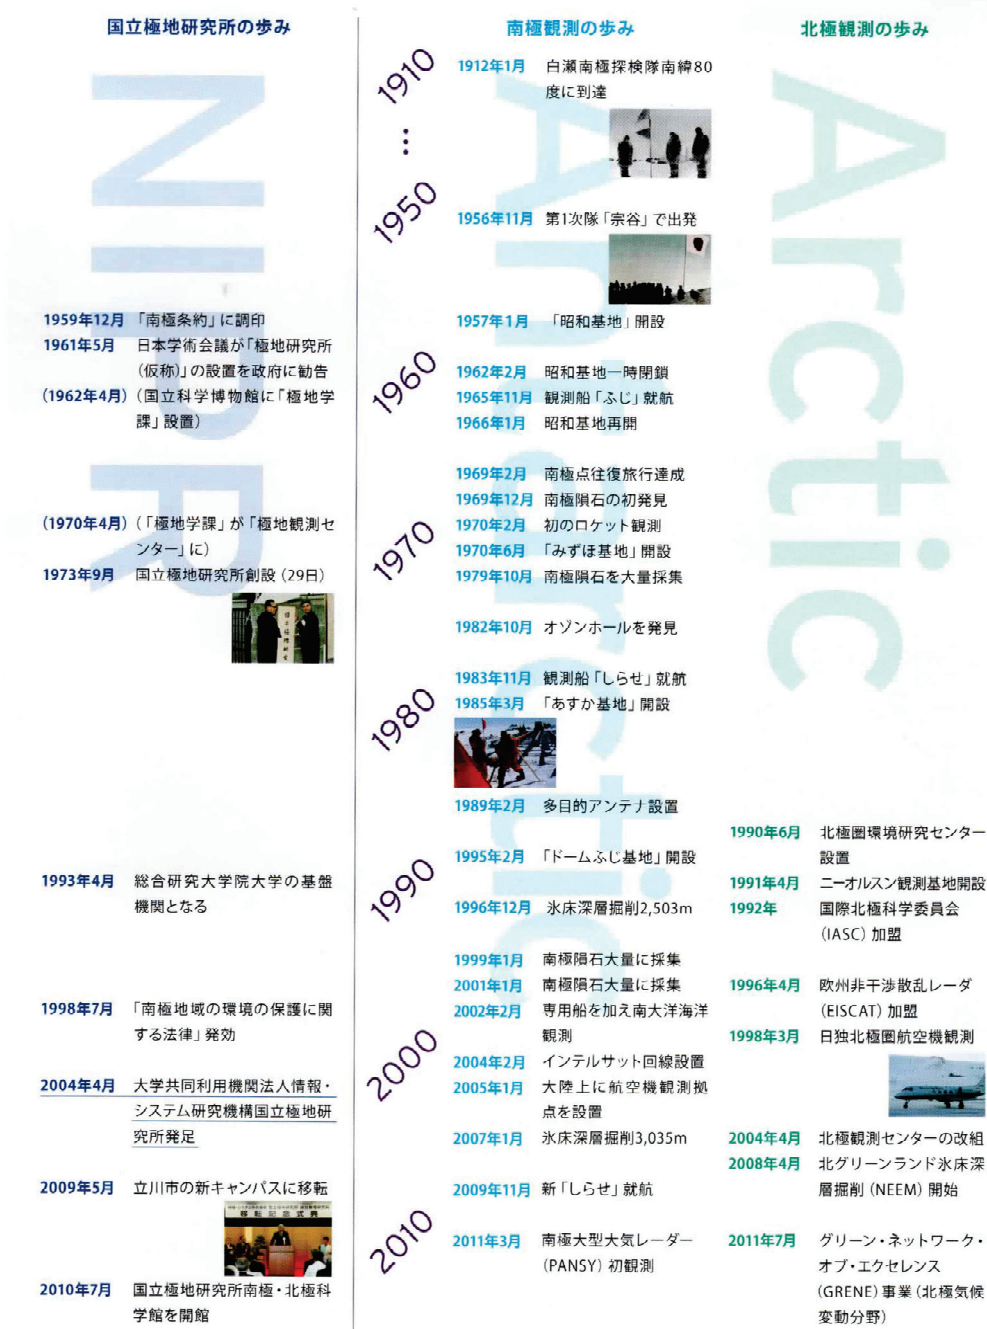 国立極地研究所の歩み
1959年12月 「南極条約」に調印
1961年5月 日本学術会議が「極地研究所
(仮称)」の設置を政府に勧告
(1962年4月) (国立科学博物館に「極地学
課」設置)
(1970年4月) (「極地学課」が「極地観測セ
ンター」に)
1973年9月 国立極地研究所創設(29日)
1993年4月 総合研究大学院大学の基盤
機関となる
1998年7月 「南極地域の環境の保護に関
する法律」発効
2004年4月 大学共同利用機関法人情報・
システム研究機構国立極地研
究所発足
2009年5月 立川市の新キャンパスに移転
移転記念式典
2010年7月 国立極地研究所南極・北極科
学館を開館
NIPR
1910
…
1950
1960
1970
1980
1990
2000
2010
南極観測の歩み
1912年1月 白瀬南極探検隊南緯80
度に到達
1956年11月 第1次隊「宗谷」で出発
1957年1月 「昭和基地」開設
1962年2月 昭和基地一時閉鎖
1965年11月 観測船「ふじ」就航
1966年1月 昭和基地再開
1969年2月 南極点往復旅行達成
1969年12月 南極隕石の初発見
1970年2月 初のロケット観測
1970年6月 「みずほ基地」開設
1979年10月 南極隕石を大量採集
1982年10月 オゾンホールを発見
1983年11月 観測船「しらせ」就航
1985年3月 「あすか基地」開設
1989年2月 多目的アンテナ設置
1995年2月 「ドームふじ基地」開設
1996年12月 氷床深層掘削2,503m
1999年1月 南極隕石大量に採集
2001年1月 南極隕石大量に採集
2002年2月 専用船を加え南大洋海洋
観測
2004年2月 インテルサット回線設置
2005年1月 大陸上に航空機観測拠
点を設置
2007年1月 氷床深層掘削3,035m
2009年11月 新「しらせ」就航
2011年3月 南極大型大気レーダー
(PANSY)初観測
Antarctic
北極観測の歩み
1990年6月 北極圏環境研究センター
設置
1991年4月 ニーオルスン観測基地開設
1992年 国際北極科学委員会
(IASC)加盟
1996年4月 欧州非干渉散乱レーダ
(EISCAT)加盟
1998年3月 日独北極圏航空機観測
2004年4月 北極観測センターの改組
2008年4月 北グリーンランド氷床深
層掘削(NEEM)開始
2011年7月 グリーン・ネットワーク・
オブ・エクセレンス
(GRENE)事業(北極気候
変動分野)
Arctic